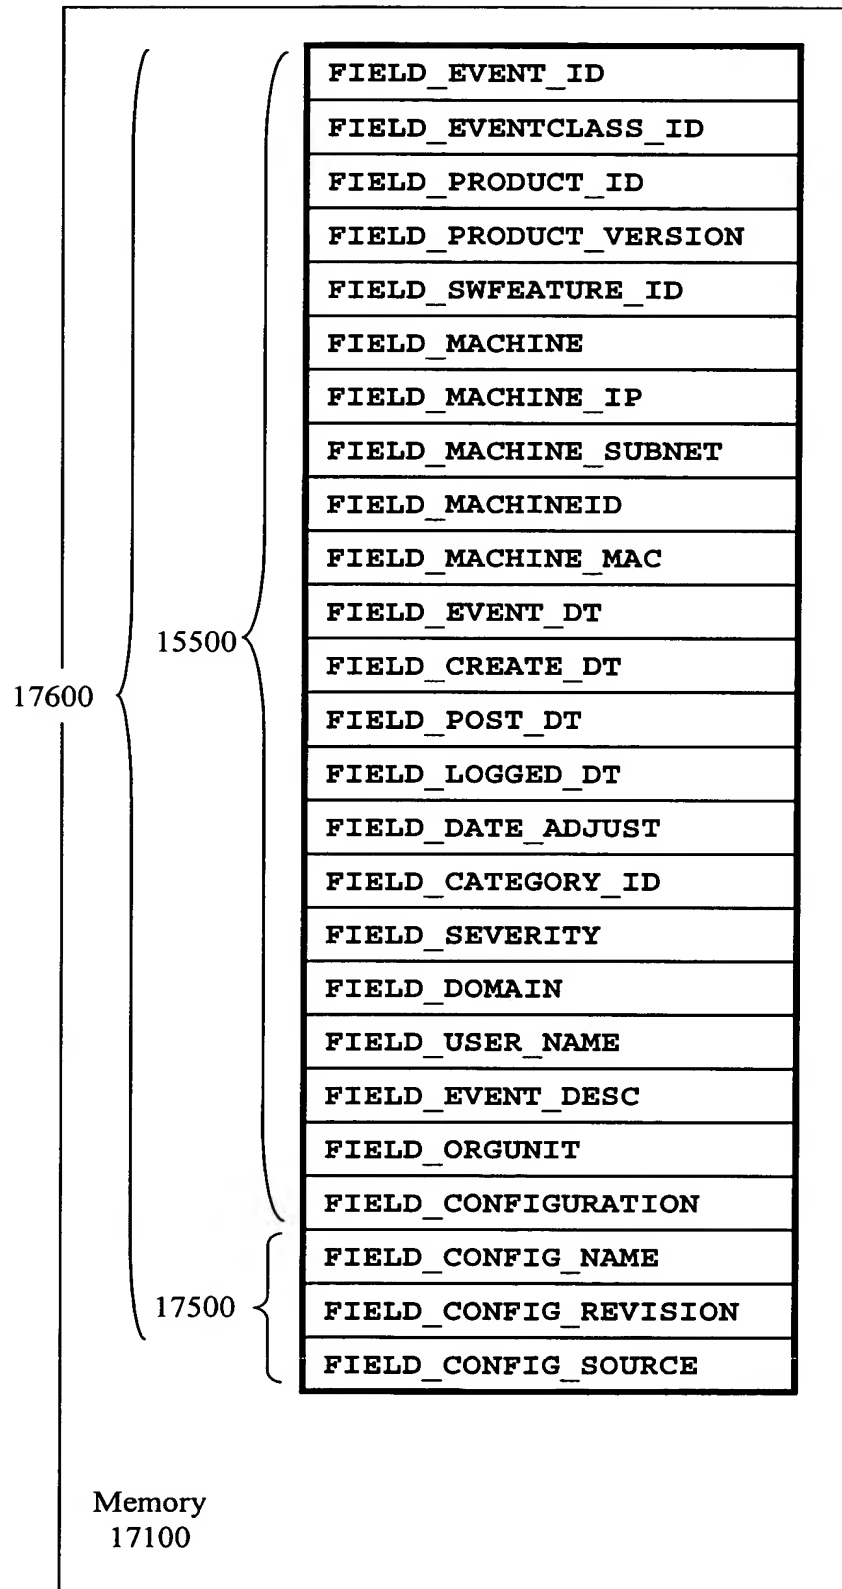 FIELD_EVENT_ID
FIELD_EVENTCLASS_ID
FIELD_PRODUCT_ID
FIELD_PRODUCT_VERSION
FIELD_SWFEATURE_ID
FIELD_MACHINE
FIELD_MACHINE_IP
FIELD_MACHINE_SUBNET
FIELD_MACHINEID
FIELD_MACHINE_MAC
FIELD_EVENT_DT
15500
FIELD_CREATE_DT
17600
FIELD_POST_DT
FIELD_LOGGED_DT
FIELD_DATE_ADJUST
FIELD_CATEGORY_ID
FIELD_SEVERITY
FIELD_DOMAIN
FIELD_USER_NAME
FIELD_EVENT_DESC
FIELD_ORGUNIT
FIELD_CONFIGURATION
FIELD_CONFIG_NAME
17500
FIELD_CONFIG_REVISION
FIELD_CONFIG_SOURCE
Memory
17100